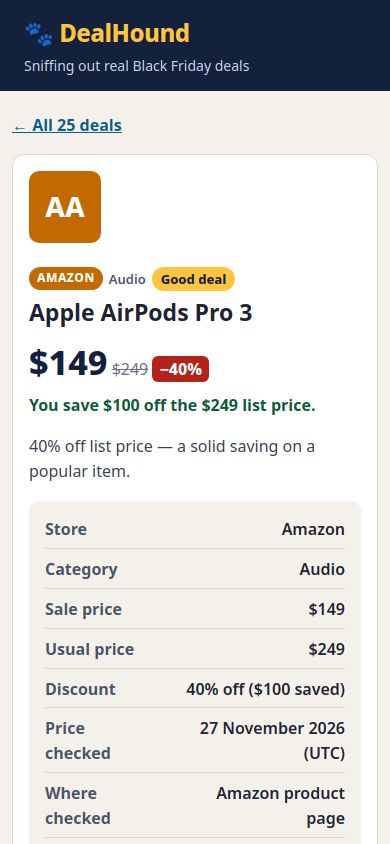 🐾 DealHound
Sniffing out real Black Friday deals
← All 25 deals
AA
AMAZON Audio Good deal
Apple AirPods Pro 3
$149 $249 −40%
You save $100 off the $249 list price.
40% off list price — a solid saving on a
popular item.
Store Amazon
Category Audio
Sale price $149
Usual price $249
Discount 40% off ($100 saved)
Price 27 November 2026
checked (UTC)
Where Amazon product
checked page